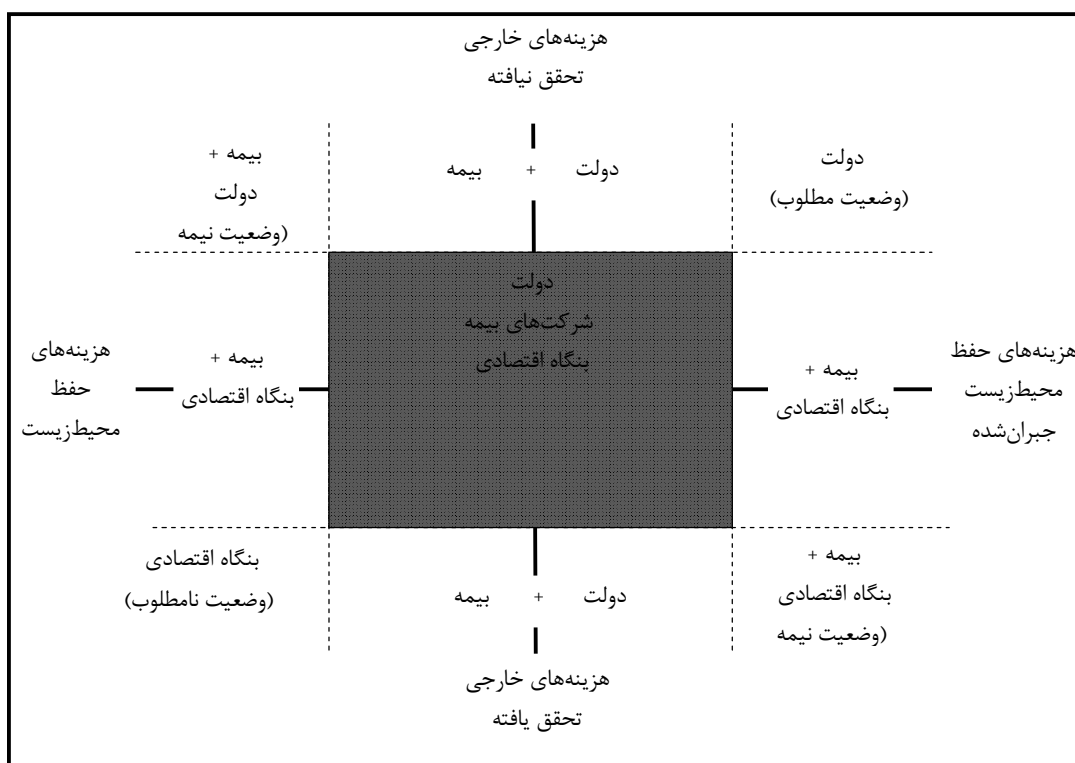 هزینه‌های خارجی
تحقق نیافته
دولت
(وضعیت مطلوب)
دولت + بیمه
بیمه +
دولت
(وضعیت نیمه
دولت
شرکت‌های بیمه
بنگاه اقتصادی
هزینه‌های حفظ
محیط‌زیست
جبران‌شده
بیمه +
بنگاه اقتصادی
بیمه +
بنگاه اقتصادی
هزینه‌های
حفظ
محیط‌زیست
بیمه +
بنگاه اقتصادی
(وضعیت نیمه
دولت + بیمه
بنگاه اقتصادی
(وضعیت نامطلوب)
هزینه‌های خارجی
تحقق یافته